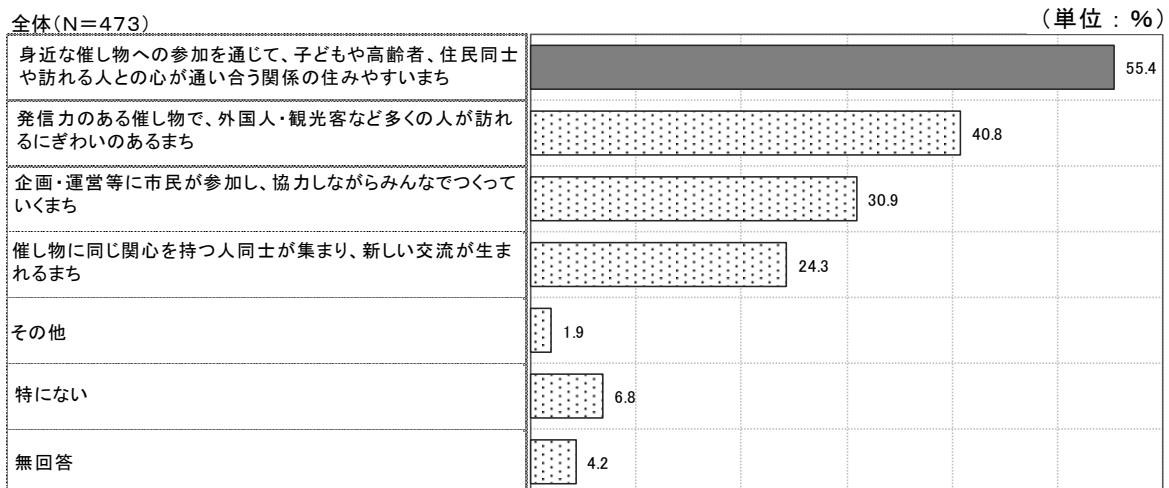 全体(N=473)
(単位:%)
身近な催し物への参加を通じて、子どもや高齢者、住民同士
や訪れる人との心が通い合う関係の住みやすいまち
55.4
発信力のある催し物で、外国人・観光客など多くの人が訪れ
るにぎわいのあるまち
40.8
企画・運営等に市民が参加し、協力しながらみんなでつくって
いくまち
30.9
催し物に同じ関心を持つ人同士が集まり、新しい交流が生ま
れるまち
24.3
その他
1.9
特にない
6.8
無回答
4.2